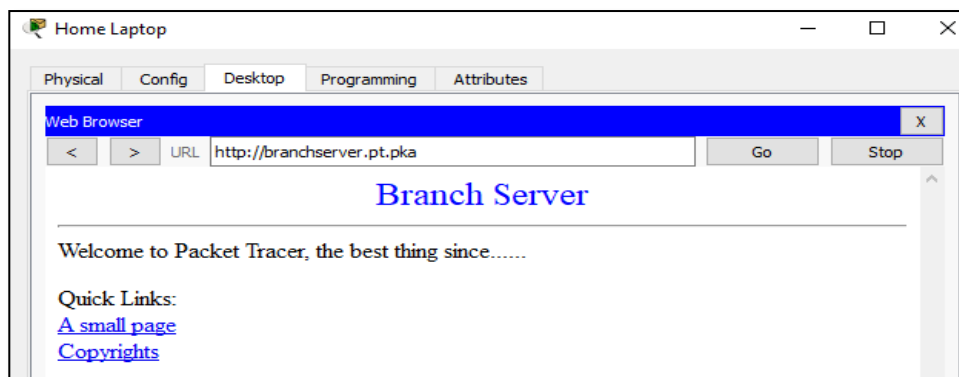 Home Laptop
Physical Config Desktop Programming Attributes
Web Browser X
< > URL http://branchserver.pt.pka Go Stop
Branch Server
Welcome to Packet Tracer, the best thing since......
Quick Links:
A small page
Copyrights